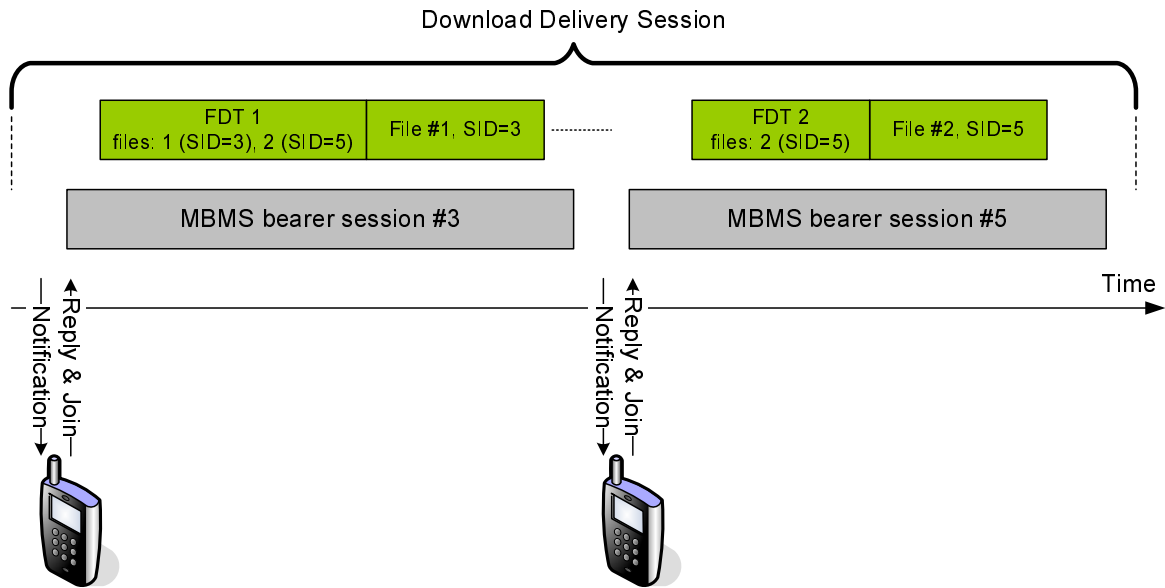 Download Delivery Session
FDT 1
files: 1 (SID=3), 2 (SID=5)
File #1, SID=3
FDT 2
files: 2 (SID=5)
File #2, SID=5
MBMS bearer session #3
MBMS bearer session #5
Time
Notification
Reply & Join
Notification
Reply & Join